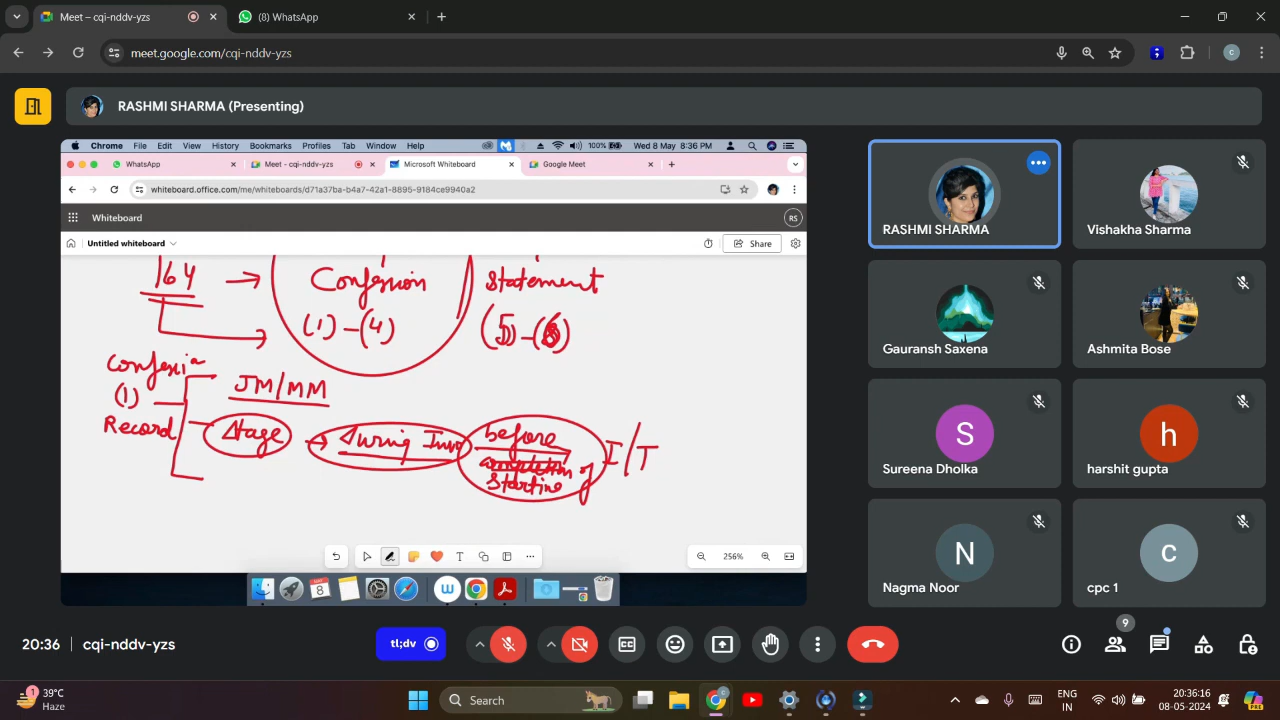 Meet – cqi-nddv-yzs
(8) WhatsApp
meet.google.com/cqi-nddv-yzs
c
RASHMI SHARMA (Presenting)
Chrome File Edit View History Bookmarks Profiles Tab Window Help
100% Wed 8 May 8:36 PM
WhatsApp
Meet - cqi-nddv-yzs
Microsoft Whiteboard
Google Meet
whiteboard.office.com/me/whiteboards/d71a37ba-b4a7-42a1-8895-9184ce9940a2
Whiteboard
RS
Untitled whiteboard
Share
164 → Confession Statement
(1) – (4) (5) – (6)
Confession
(1)
Record
JM/MM
Stage → During Inv
before
completion of
Starting
I/T
256%
RASHMI SHARMA
Vishakha Sharma
Gauransh Saxena
Ashmita Bose
S
Sureena Dholka
h
harshit gupta
N
Nagma Noor
c
cpc 1
20:36 | cqi-nddv-yzs
tl;dv
9
1
39°C
Haze
Search
ENG
IN
20:36:16
08-05-2024